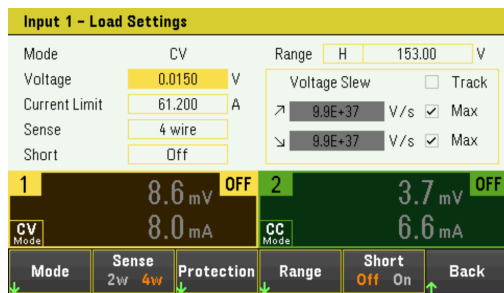 Input 1 – Load Settings
Mode CV Range H 153.00 V
Voltage 0.0150 V Voltage Slew Track
Current Limit 61.200 A 9.9E+37 V/s Max
Sense 4 wire 9.9E+37 V/s Max
Short Off
1 8.6 mV OFF 2 3.7 mV OFF
CV Mode 8.0 mA CC Mode 6.6 mA
Mode Sense 2w 4w Protection Range Short Off On Back